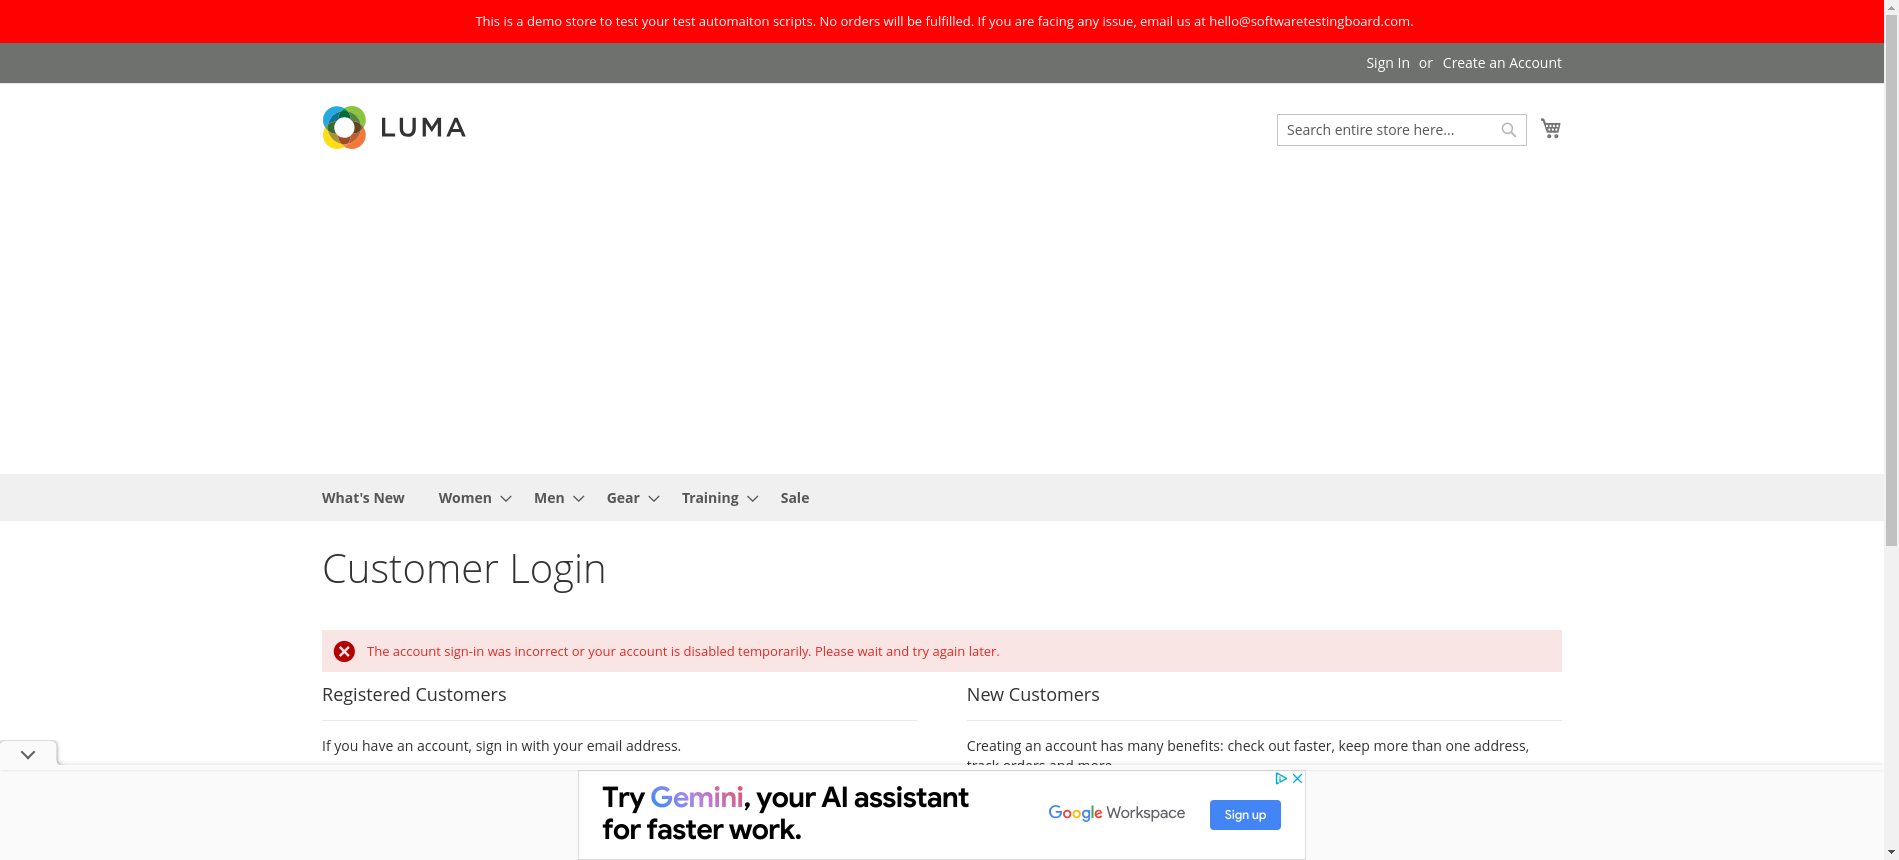 This is a demo store to test your test automaiton scripts. No orders will be fulfilled. If you are facing any issue, email us at hello@softwaretestingboard.com.
Sign In or Create an Account
LUMA
Search entire store here...
What's New Women Men Gear Training Sale
Customer Login
The account sign-in was incorrect or your account is disabled temporarily. Please wait and try again later.
Registered Customers
If you have an account, sign in with your email address.
New Customers
Creating an account has many benefits: check out faster, keep more than one address,
track orders and more.
Try Gemini, your AI assistant
for faster work.
Google Workspace
Sign up